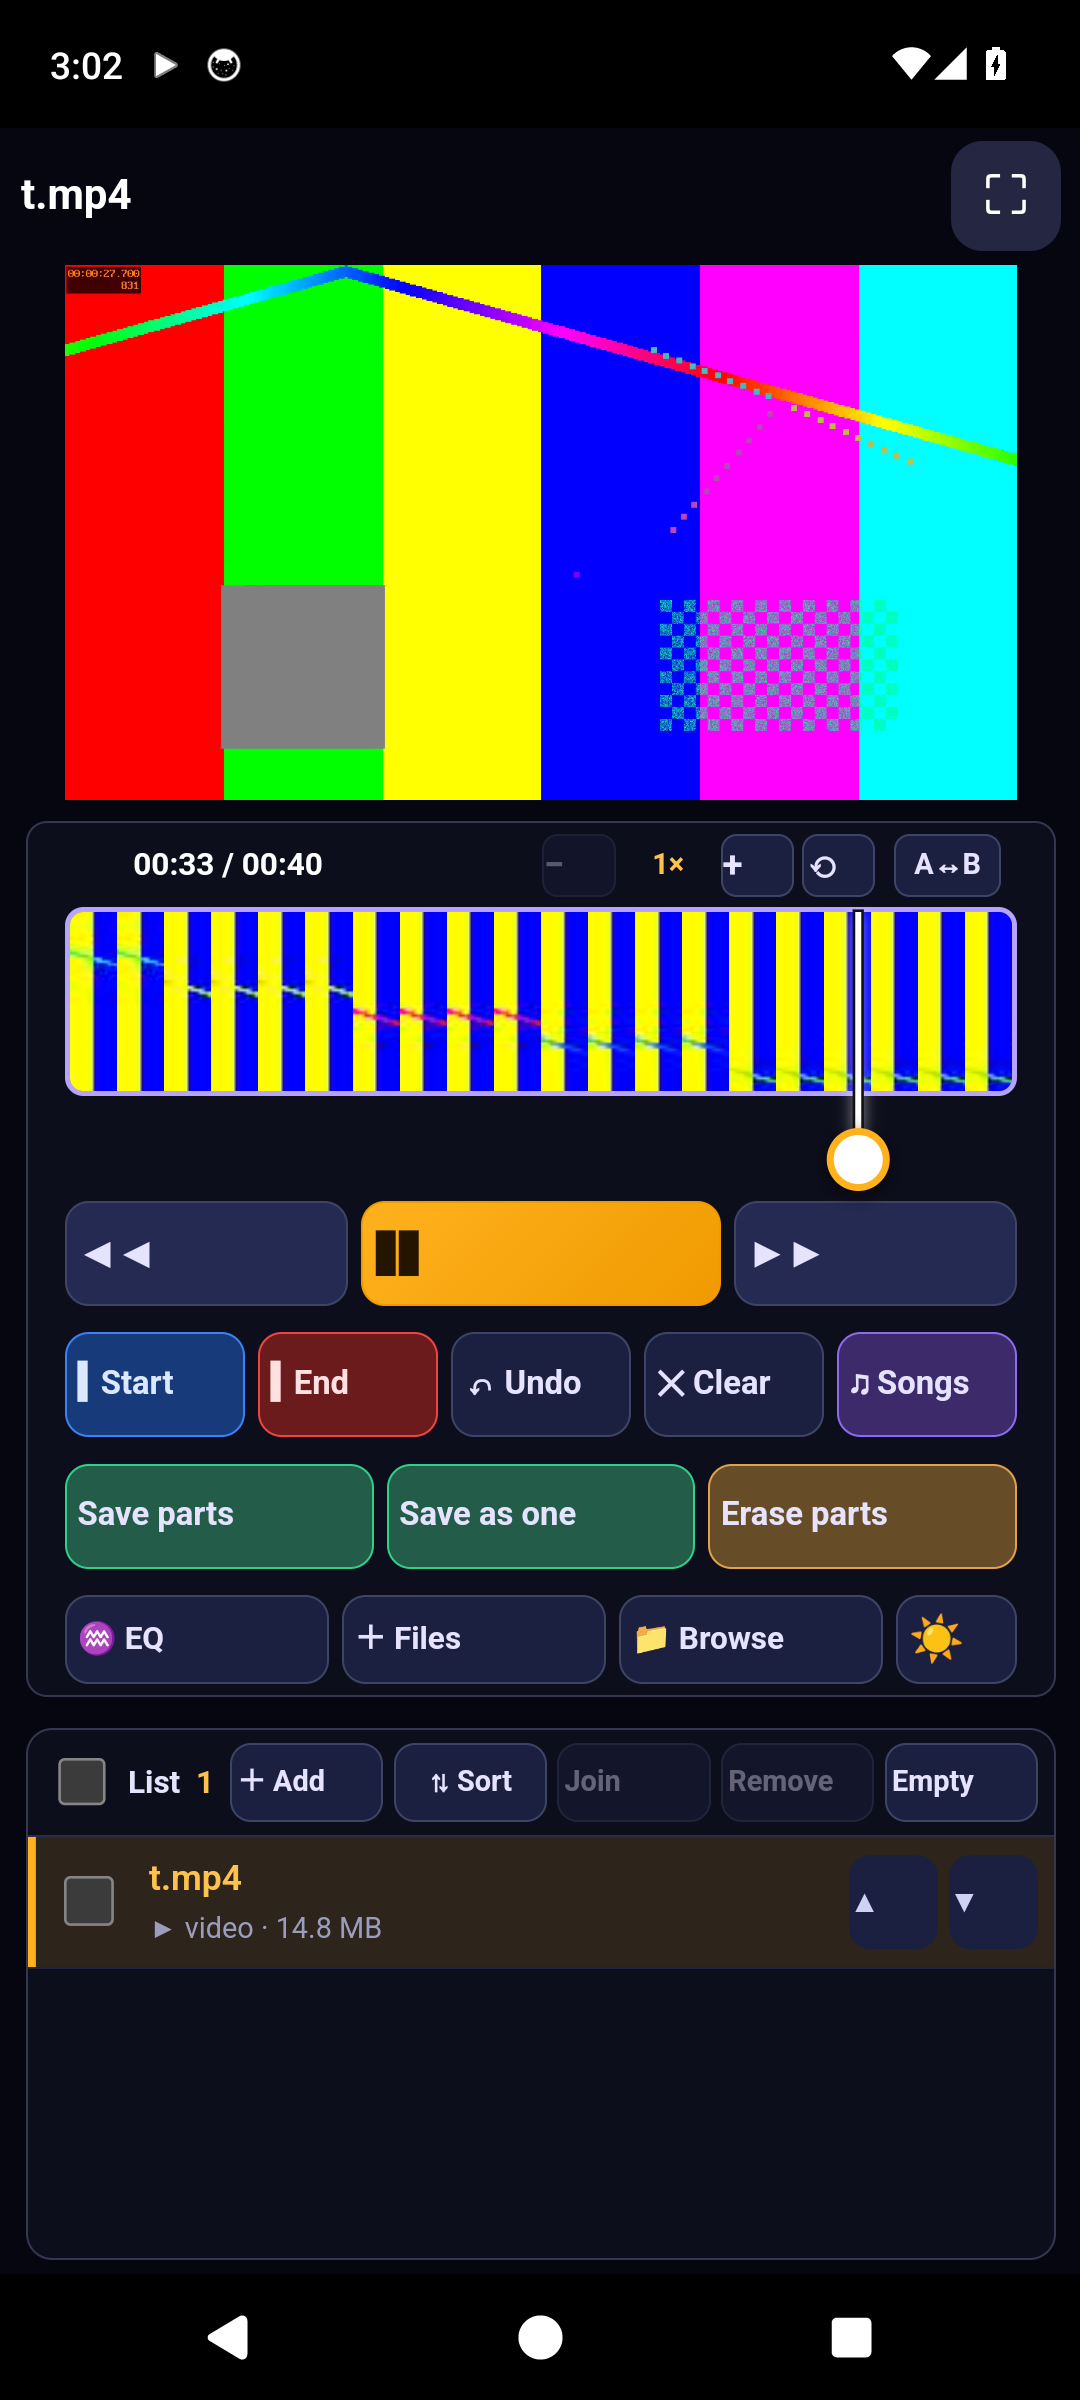 3:02
t.mp4
00:00:27.700
831
00:33 / 00:40
− 1× + A↔B
Start End Undo Clear Songs
Save parts Save as one Erase parts
EQ + Files Browse
List 1 + Add Sort Join Remove Empty
t.mp4
video · 14.8 MB